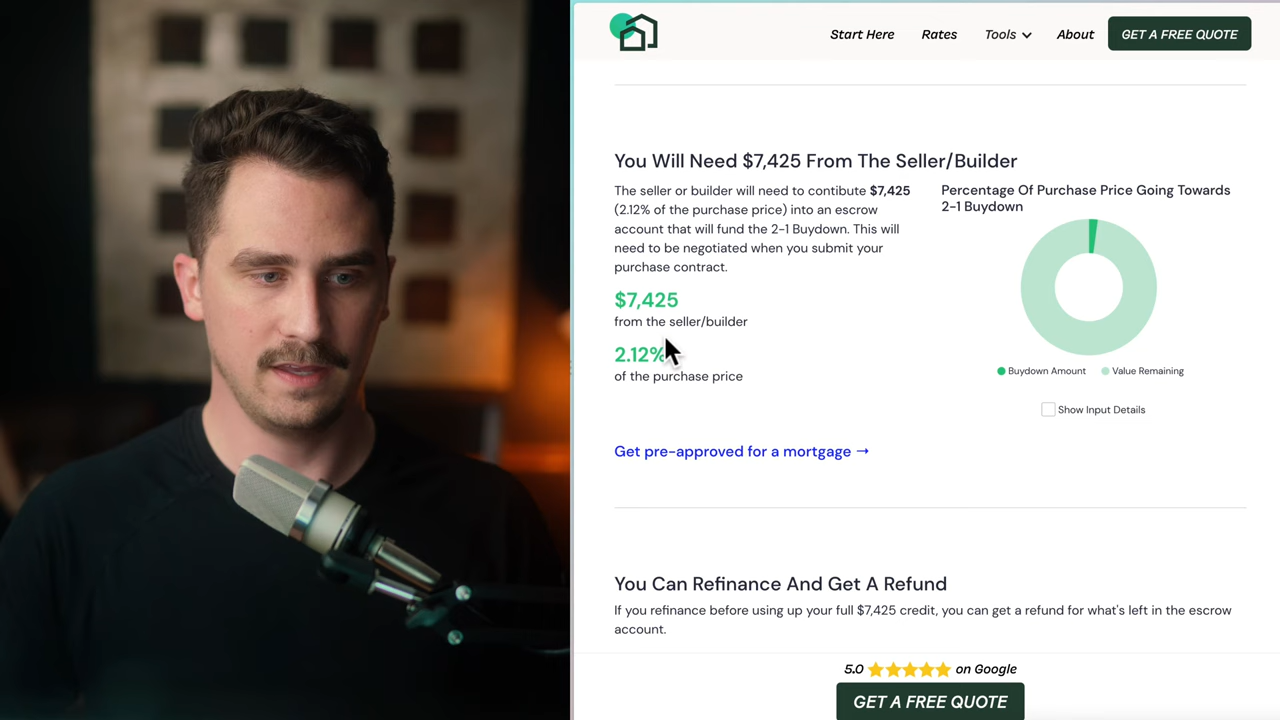 Start Here
Rates
Tools
About
GET A FREE QUOTE
You Will Need $7,425 From The Seller/Builder
The seller or builder will need to contibute $7,425
(2.12% of the purchase price) into an escrow
account that will fund the 2-1 Buydown. This will
need to be negotiated when you submit your
purchase contract.
$7,425
from the seller/builder
2.12%
of the purchase price
Percentage Of Purchase Price Going Towards
2-1 Buydown
Buydown Amount
Value Remaining
Show Input Details
Get pre-approved for a mortgage →
You Can Refinance And Get A Refund
If you refinance before using up your full $7,425 credit, you can get a refund for what's left in the escrow
account.
5.0 ⭐⭐⭐⭐⭐ on Google
GET A FREE QUOTE